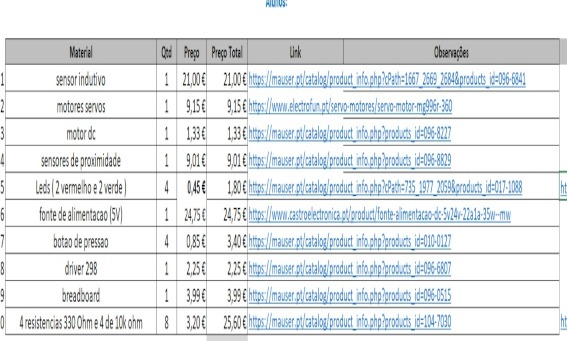 Alunos:
Material Qtd Preço Preço Total Link Observações
1 sensor indutivo 1 21,00 € 21,00 € https://mauser.pt/catalog/product_info.php?cPath=1667_2669_2684&products_id=096-6841
2 motores servos 1 9,15 € 9,15 € https://www.electrofun.pt/servo-motores/servo-motor-mg996r-360
3 motor dc 1 1,33 € 1,33 € https://mauser.pt/catalog/product_info.php?products_id=096-8227
4 sensores de proximidade 1 9,01 € 9,01 € https://mauser.pt/catalog/product_info.php?products_id=096-8829
5 Leds ( 2 vermelho e 2 verde ) 4 0,45 € 1,80 € https://mauser.pt/catalog/product_info.php?cPath=735_1977_2059&products_id=017-1088 ht
6 fonte de alimentacao (5V) 1 24,75 € 24,75 € https://www.castroelectronica.pt/product/fonte-alimentacao-dc-5v24v-22a1a-35w--mw
7 botao de pressao 4 0,85 € 3,40 € https://mauser.pt/catalog/product_info.php?products_id=010-0127
8 driver 298 1 2,25 € 2,25 € https://mauser.pt/catalog/product_info.php?products_id=096-6807
9 breadboard 1 3,99 € 3,99 € https://mauser.pt/catalog/product_info.php?products_id=096-0515
0 4 resistencias 330 Ohm e 4 de 10k ohm 8 3,20 € 25,60 € https://mauser.pt/catalog/product_info.php?products_id=104-7030 ht